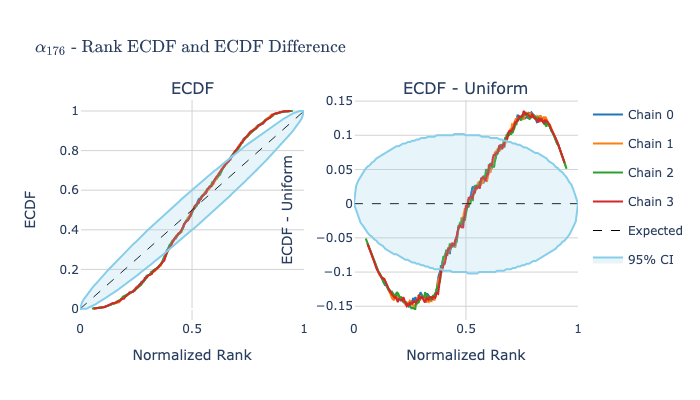 α₁₇₆ - Rank ECDF and ECDF Difference
ECDF
ECDF
1
0.8
0.6
0.4
0.2
0
0
0.5
1
Normalized Rank
ECDF - Uniform
ECDF - Uniform
0.15
0.1
0.05
0
−0.05
−0.1
−0.15
0
0.5
1
Normalized Rank
Chain 0
Chain 1
Chain 2
Chain 3
Expected
95% CI